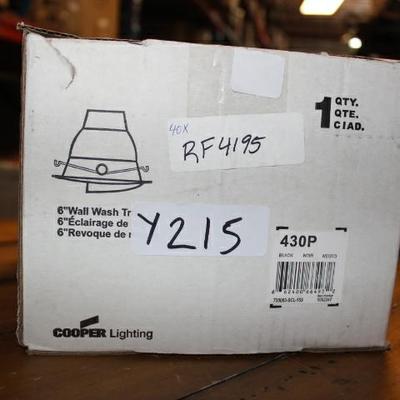 1 QTY.
QTE.
CIAD.
40X
RF4195
6"Wall Wash Tr
6"Éclairage de
6"Revoque de
Y215
430P
COOPER Lighting